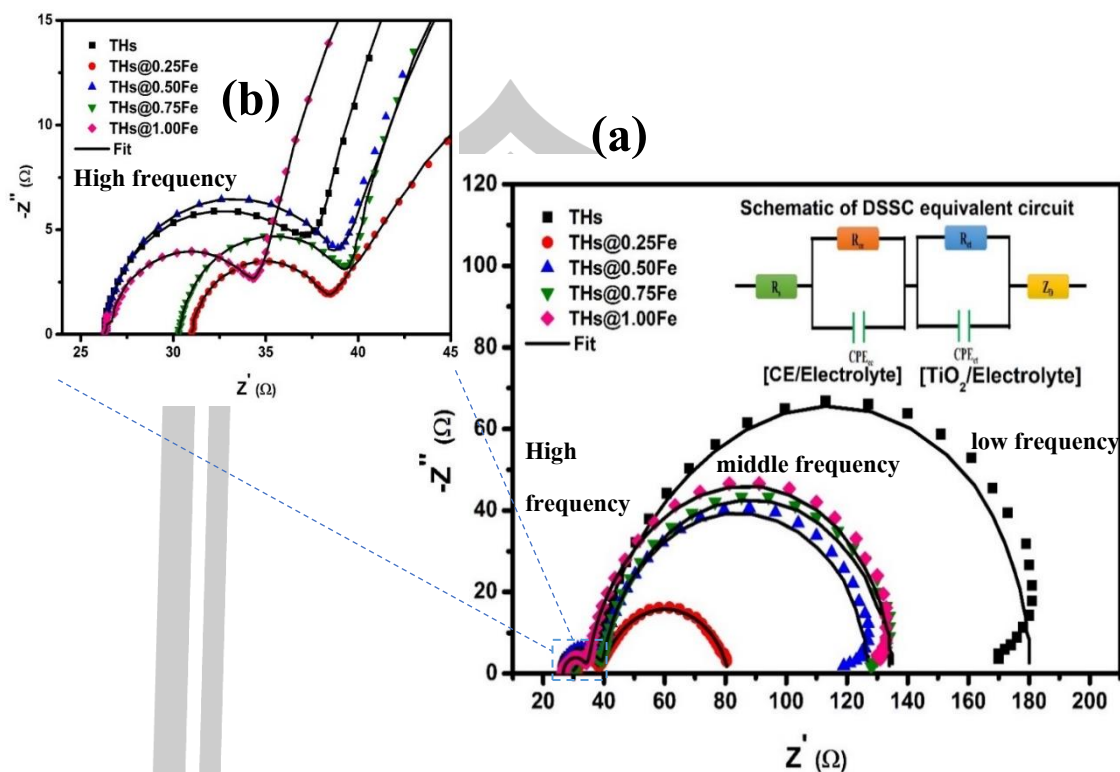 15
10
5
0
-Z" (Ω)
THs
THs@0.25Fe
THs@0.50Fe
THs@0.75Fe
THs@1.00Fe
Fit
(b)
High frequency
25 30 35 40 45
Z' (Ω)
(a)
120
100
80
60
40
20
0
-Z" (Ω)
THs
THs@0.25Fe
THs@0.50Fe
THs@0.75Fe
THs@1.00Fe
Fit
Schematic of DSSC equivalent circuit
[CE/Electrolyte] [TiO2/Electrolyte]
High
frequency
middle frequency
low frequency
20 40 60 80 100 120 140 160 180 200
Z' (Ω)